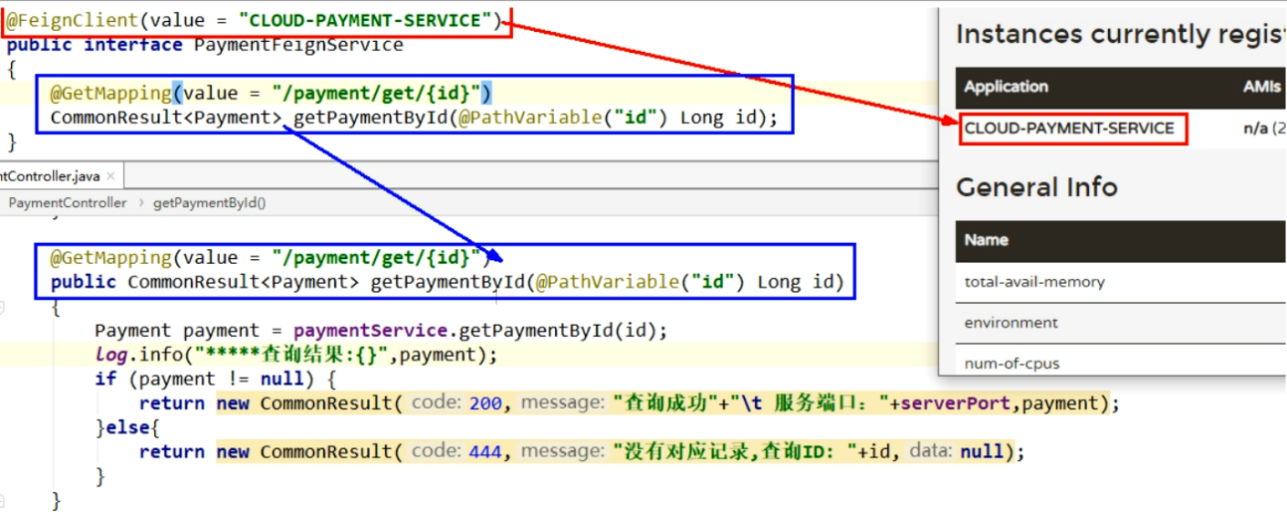 @FeignClient(value = "CLOUD-PAYMENT-SERVICE")
public interface PaymentFeignService
{
@GetMapping(value = "/payment/get/{id}")
CommonResult<Payment> getPaymentById(@PathVariable("id") Long id);
}
ntController.java ×
PaymentController › getPaymentById()
@GetMapping(value = "/payment/get/{id}")
public CommonResult<Payment> getPaymentById(@PathVariable("id") Long id)
{
Payment payment = paymentService.getPaymentById(id);
log.info("*****查询结果:{}",payment);
if (payment != null) {
return new CommonResult( code: 200, message: "查询成功"+"\t 服务端口: "+serverPort,payment);
}else{
return new CommonResult( code: 444, message: "没有对应记录,查询ID: "+id, data: null);
}
}
Instances currently regis
Application AMIs
CLOUD-PAYMENT-SERVICE n/a (2
General Info
Name
total-avail-memory
environment
num-of-cpus